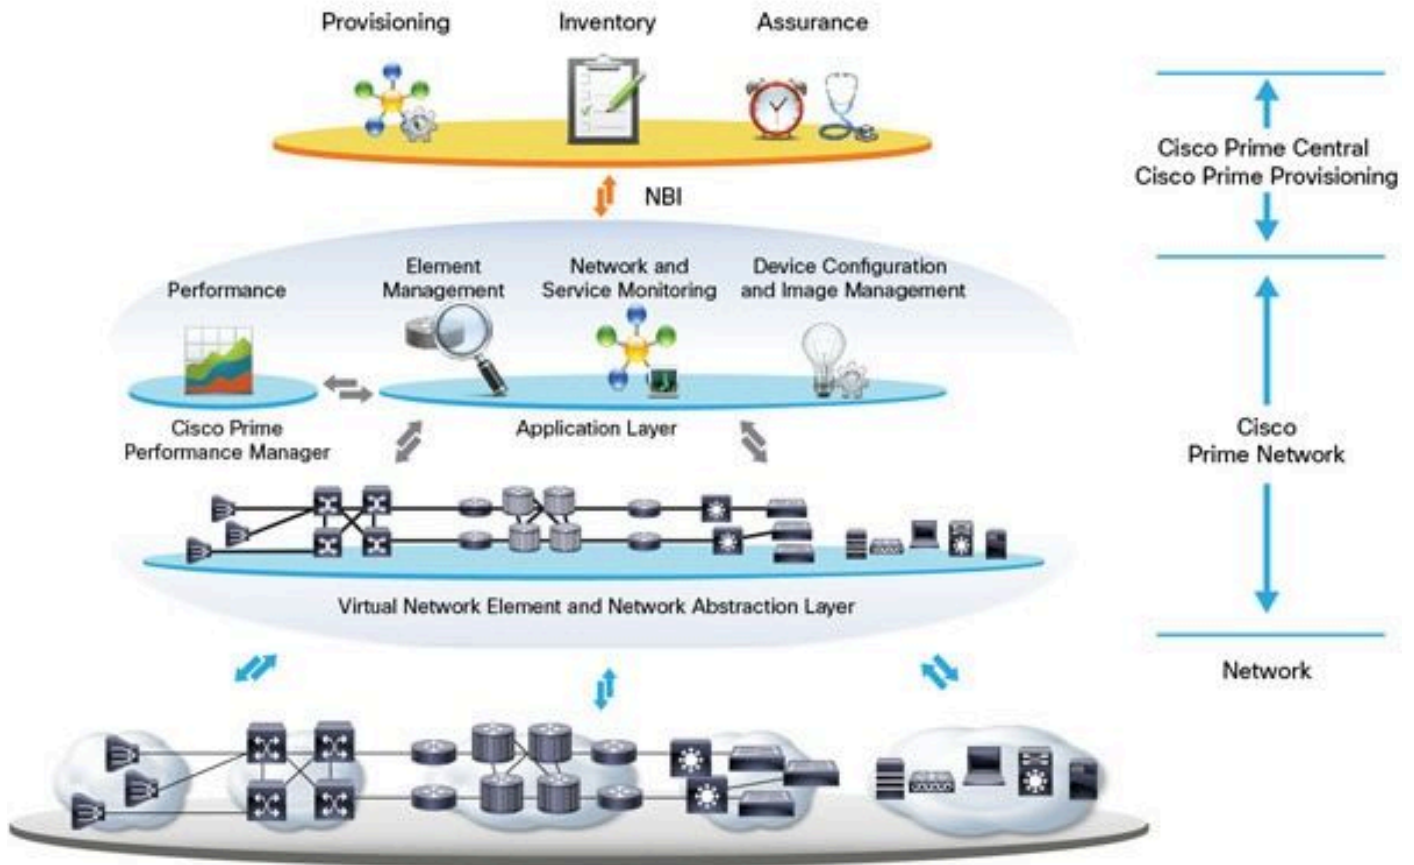 Provisioning
Inventory
Assurance
Cisco Prime Central
Cisco Prime Provisioning
NBI
Performance
Element
Management
Network and
Service Monitoring
Device Configuration
and Image Management
Cisco Prime
Performance Manager
Application Layer
Cisco
Prime Network
Virtual Network Element and Network Abstraction Layer
Network